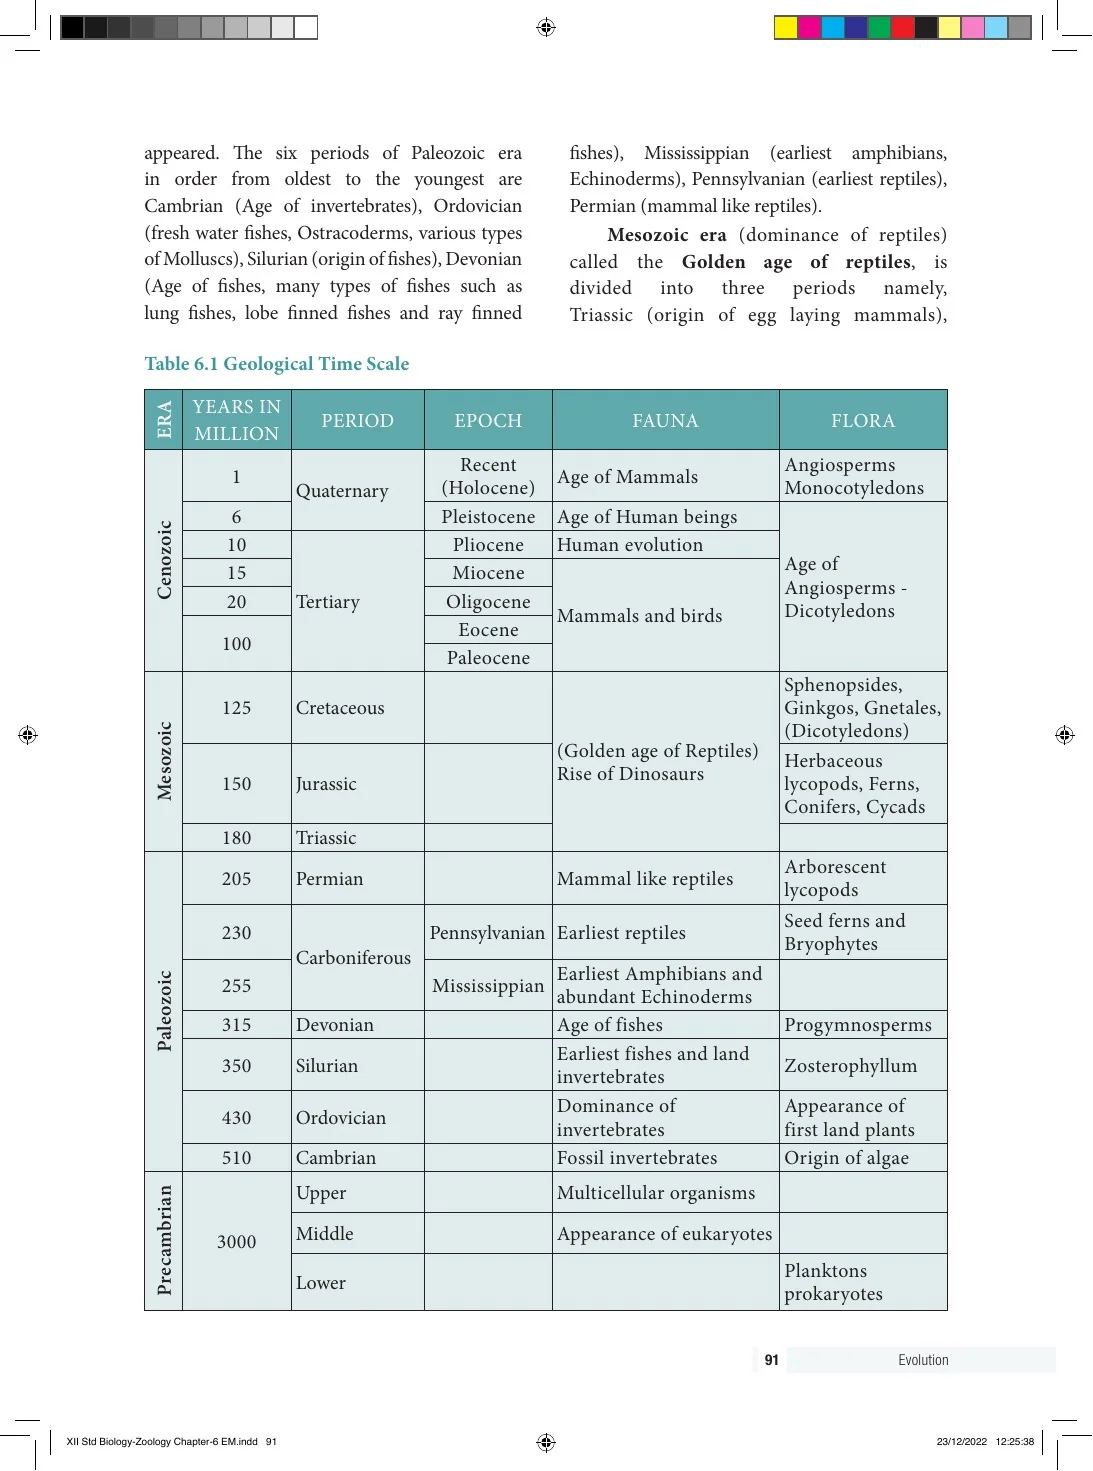 appeared. The six periods of Paleozoic era
in order from oldest to the youngest are
Cambrian (Age of invertebrates), Ordovician
(fresh water fishes, Ostracoderms, various types
of Molluscs), Silurian (origin of fishes), Devonian
(Age of fishes, many types of fishes such as
lung fishes, lobe finned fishes and ray finned
fishes), Mississippian (earliest amphibians,
Echinoderms), Pennsylvanian (earliest reptiles),
Permian (mammal like reptiles).
Mesozoic era (dominance of reptiles)
called the Golden age of reptiles, is
divided into three periods namely,
Triassic (origin of egg laying mammals),
Table 6.1 Geological Time Scale
ERA
YEARS IN
MILLION
PERIOD
EPOCH
FAUNA
FLORA
Cenozoic
1
Quaternary
Recent
(Holocene)
Age of Mammals
Angiosperms
Monocotyledons
6
Pleistocene
Age of Human beings
Age of
Angiosperms -
Dicotyledons
10
Tertiary
Pliocene
Human evolution
15
Miocene
Mammals and birds
20
Oligocene
100
Eocene
Paleocene
Mesozoic
125
Cretaceous
(Golden age of Reptiles)
Rise of Dinosaurs
Sphenopsides,
Ginkgos, Gnetales,
(Dicotyledons)
150
Jurassic
Herbaceous
lycopods, Ferns,
Conifers, Cycads
180
Triassic
Paleozoic
205
Permian
Mammal like reptiles
Arborescent
lycopods
230
Carboniferous
Pennsylvanian
Earliest reptiles
Seed ferns and
Bryophytes
255
Mississippian
Earliest Amphibians and
abundant Echinoderms
315
Devonian
Age of fishes
Progymnosperms
350
Silurian
Earliest fishes and land
invertebrates
Zosterophyllum
430
Ordovician
Dominance of
invertebrates
Appearance of
first land plants
510
Cambrian
Fossil invertebrates
Origin of algae
Precambrian
3000
Upper
Multicellular organisms
Middle
Appearance of eukaryotes
Lower
Planktons
prokaryotes
91
Evolution
XII Std Biology-Zoology Chapter-6 EM.indd 91
23/12/2022 12:25:38